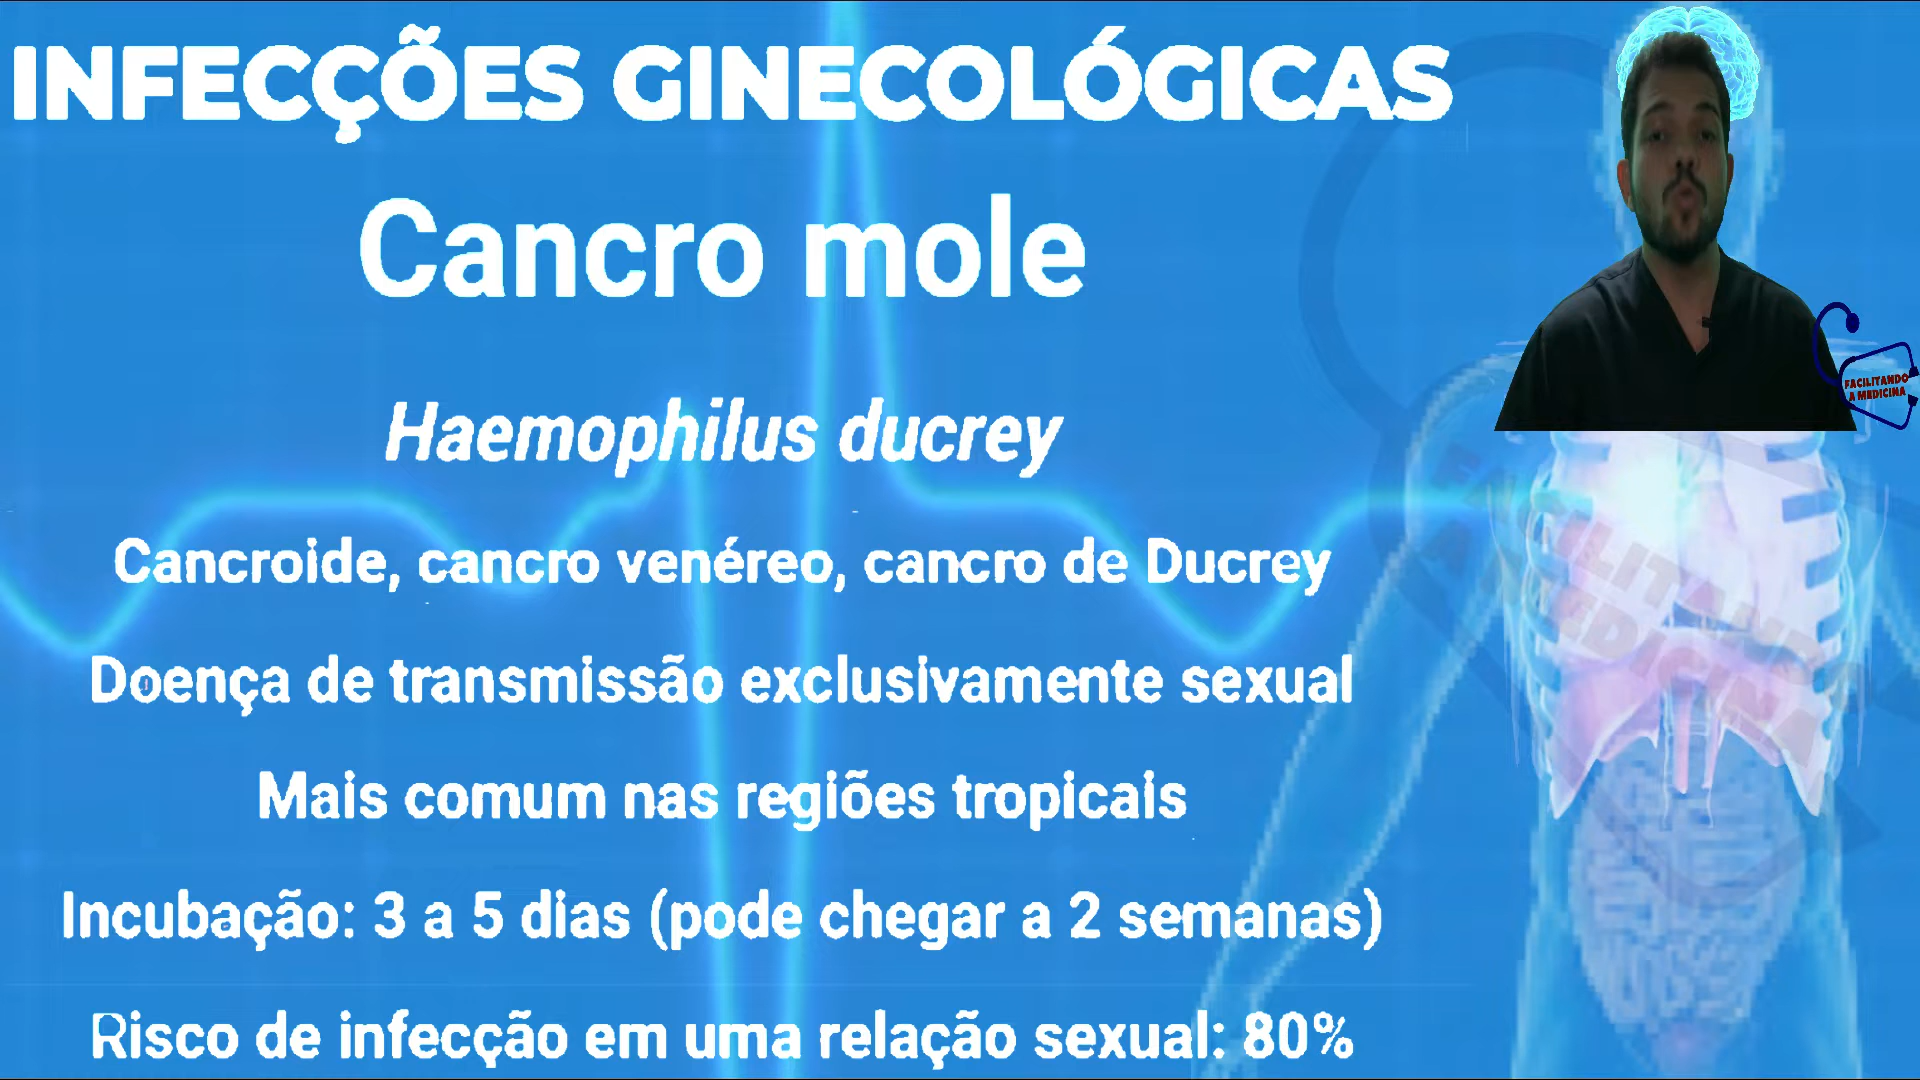 INFECÇÕES GINECOLÓGICAS
Cancro mole
Haemophilus ducrey
Cancroide, cancro venéreo, cancro de Ducrey
Doença de transmissão exclusivamente sexual
Mais comum nas regiões tropicais
Incubação: 3 a 5 dias (pode chegar a 2 semanas)
Risco de infecção em uma relação sexual: 80%
FACILITANDO
A MEDICINA
FACILITANDO
A MEDICINA